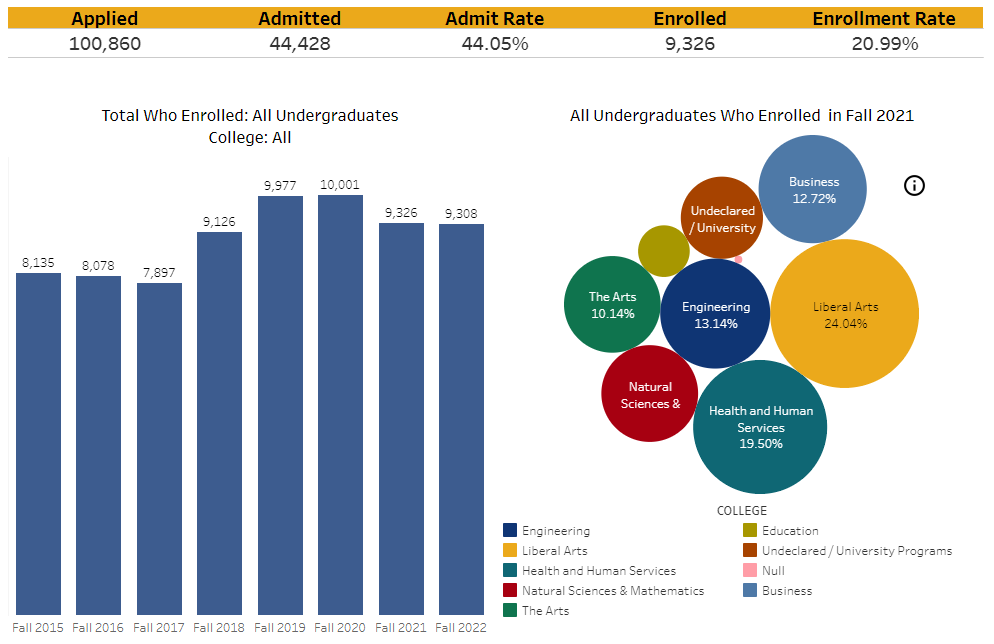 Applied Admitted Admit Rate Enrolled Enrollment Rate
100,860 44,428 44.05% 9,326 20.99%
Total Who Enrolled: All Undergraduates
College: All
8,135
8,078
7,897
9,126
9,977
10,001
9,326
9,308
Fall 2015 Fall 2016 Fall 2017 Fall 2018 Fall 2019 Fall 2020 Fall 2021 Fall 2022
All Undergraduates Who Enrolled in Fall 2021
Business
12.72%
Undeclared
/ University
The Arts
10.14%
Engineering
13.14%
Liberal Arts
24.04%
Natural
Sciences &
Health and Human
Services
19.50%
COLLEGE
Engineering
Liberal Arts
Health and Human Services
Natural Sciences & Mathematics
The Arts
Education
Undeclared / University Programs
Null
Business